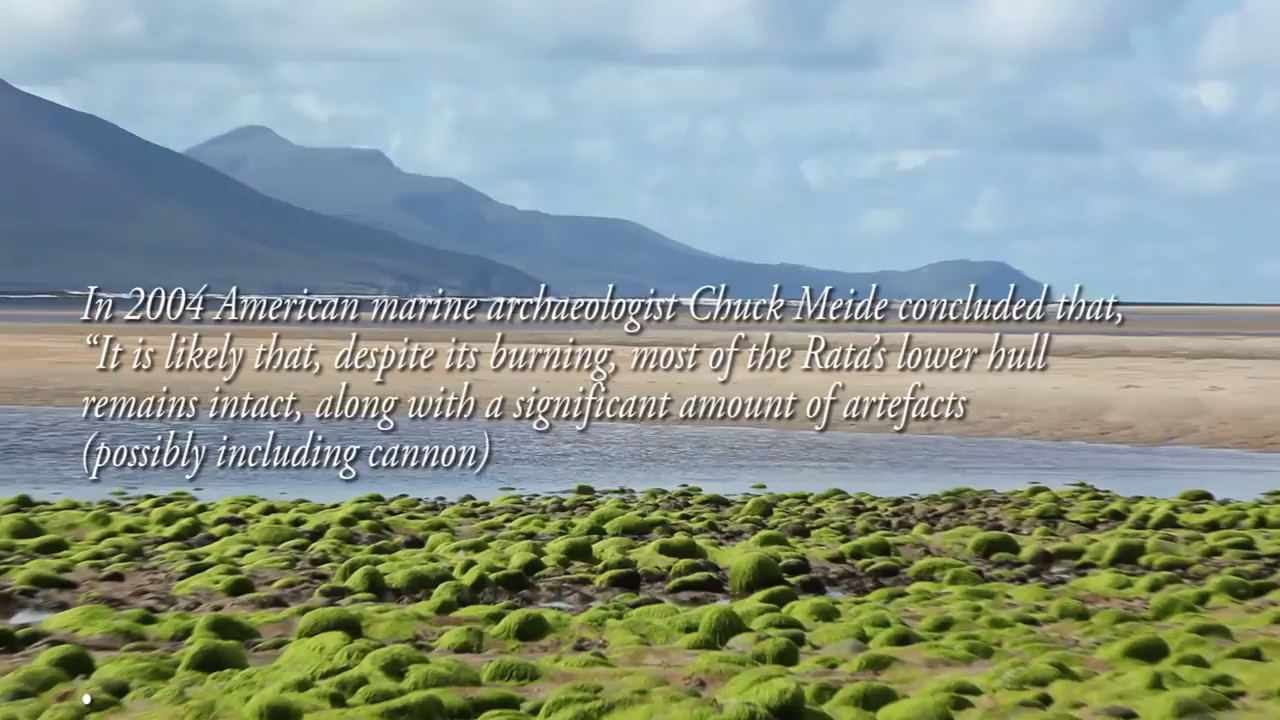 In 2004 American marine archaeologist Chuck Meide concluded that,
“It is likely that, despite its burning, most of the Rata’s lower hull
remains intact, along with a significant amount of artefacts
(possibly including cannon)